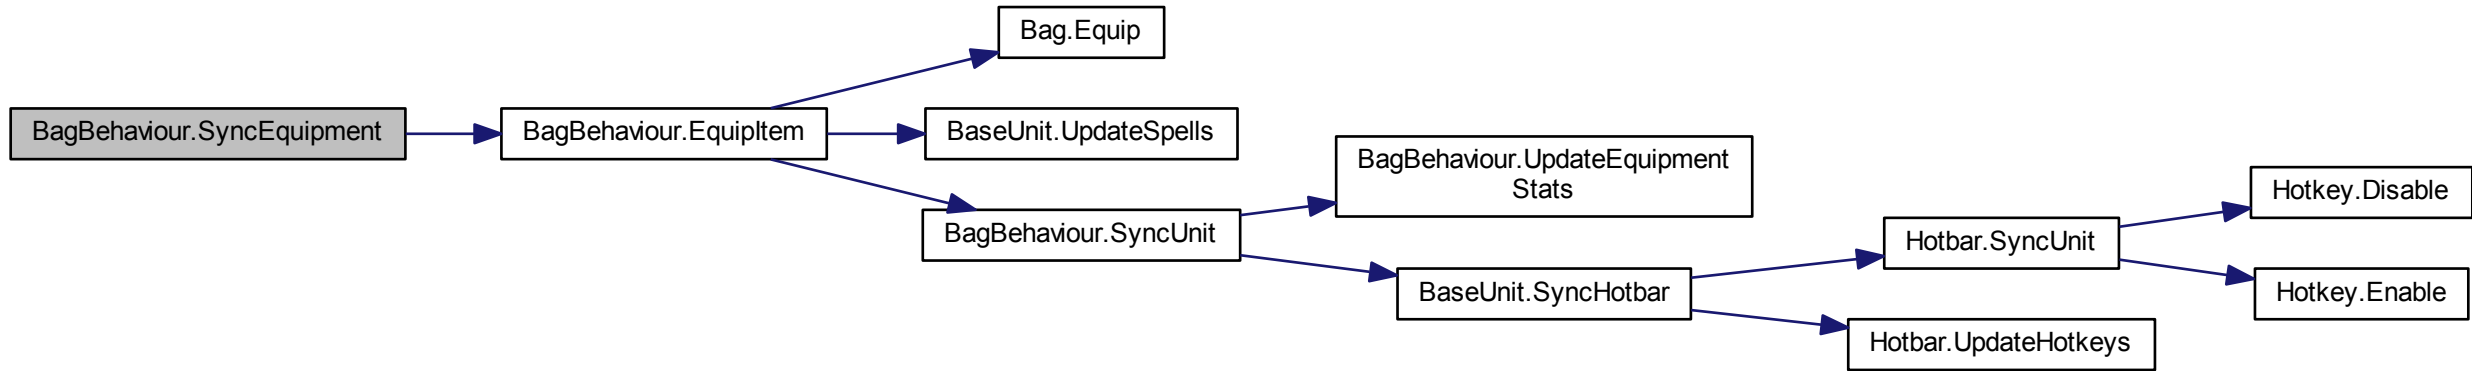 Bag.Equip
BagBehaviour.SyncEquipment
BagBehaviour.EquipItem
BaseUnit.UpdateSpells
BagBehaviour.UpdateEquipment
Stats
Hotkey.Disable
BagBehaviour.SyncUnit
Hotbar.SyncUnit
BaseUnit.SyncHotbar
Hotkey.Enable
Hotbar.UpdateHotkeys